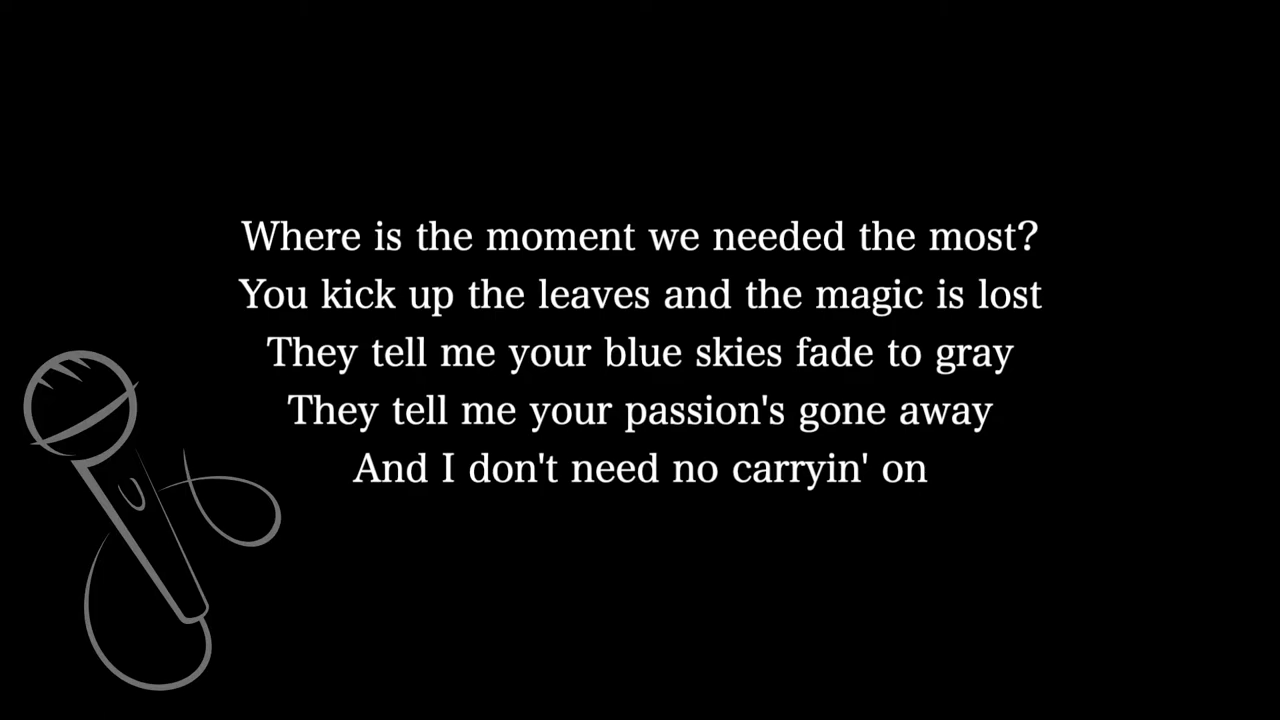 Where is the moment we needed the most?
You kick up the leaves and the magic is lost
They tell me your blue skies fade to gray
They tell me your passion's gone away
And I don't need no carryin' on